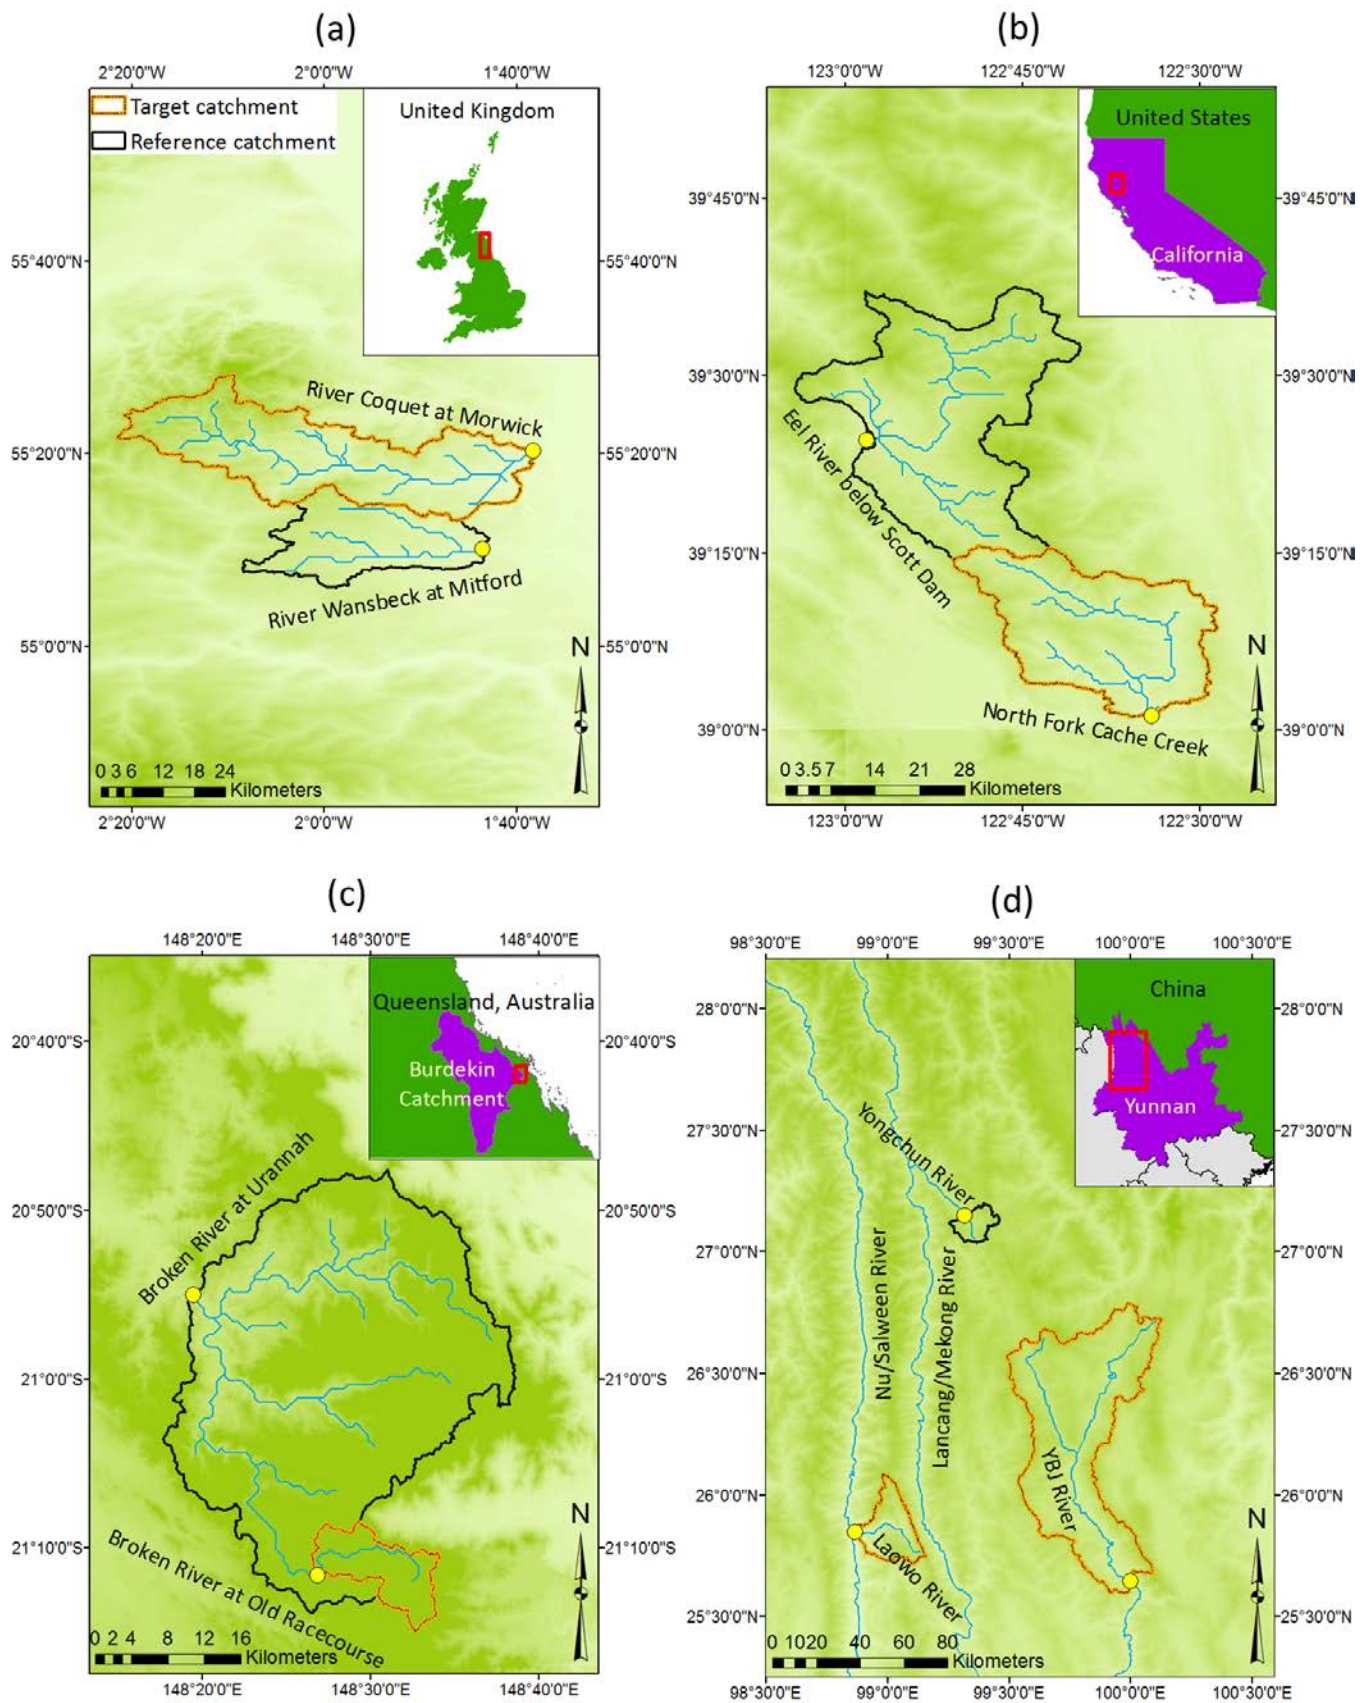 (a)
2°20'0"W 2°0'0"W 1°40'0"W
Target catchment
Reference catchment
United Kingdom
55°40'0"N
55°40'0"N
River Coquet at Morwick
55°20'0"N
55°20'0"N
River Wansbeck at Mitford
55°0'0"N
55°0'0"N
N
0 3 6 12 18 24
Kilometers
2°20'0"W 2°0'0"W 1°40'0"W
(b)
123°0'0"W 122°45'0"W 122°30'0"W
United States
California
39°45'0"N
39°45'0"N
39°30'0"N
39°30'0"N
Eel River below Scott Dam
39°15'0"N
39°15'0"N
North Fork Cache Creek
39°0'0"N
39°0'0"N
N
0 3.5 7 14 21 28
Kilometers
123°0'0"W 122°45'0"W 122°30'0"W
(c)
148°20'0"E 148°30'0"E 148°40'0"E
Queensland, Australia
Burdekin
Catchment
20°40'0"S
20°40'0"S
Broken River at Urannah
20°50'0"S
20°50'0"S
21°0'0"S
21°0'0"S
21°10'0"S
21°10'0"S
Broken River at Old Racecourse
N
0 2 4 8 12 16
Kilometers
148°20'0"E 148°30'0"E 148°40'0"E
(d)
98°30'0"E 99°0'0"E 99°30'0"E 100°0'0"E 100°30'0"E
China
Yunnan
28°0'0"N
28°0'0"N
27°30'0"N
27°30'0"N
Yongchun River
27°0'0"N
27°0'0"N
Nu/Salween River
Lancang/Mekong River
26°30'0"N
26°30'0"N
YBJ River
26°0'0"N
26°0'0"N
Laowo River
25°30'0"N
25°30'0"N
N
0 1020 40 60 80
Kilometers
98°30'0"E 99°0'0"E 99°30'0"E 100°0'0"E 100°30'0"E